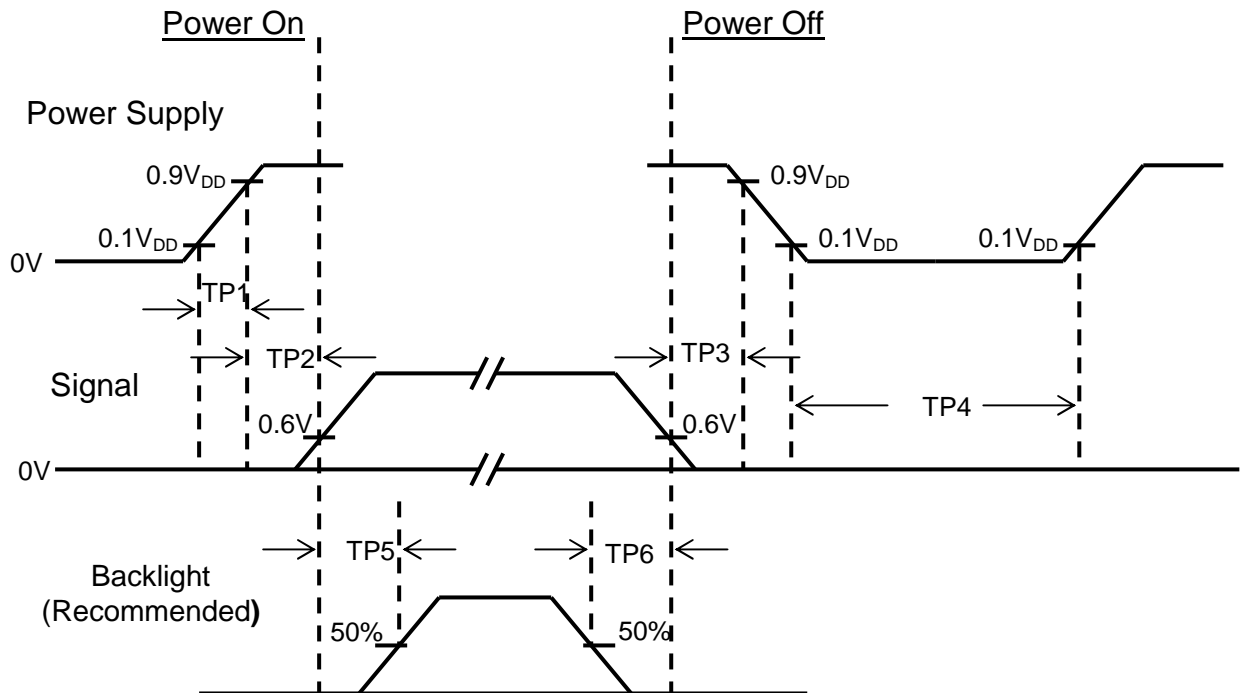 Power On
Power Off
Power Supply
0.9VDD
0.9VDD
0.1VDD
0.1VDD
0.1VDD
0V
TP1
TP2
TP3
Signal
TP4
0.6V
0.6V
0V
TP5
TP6
Backlight
(Recommended)
50%
50%